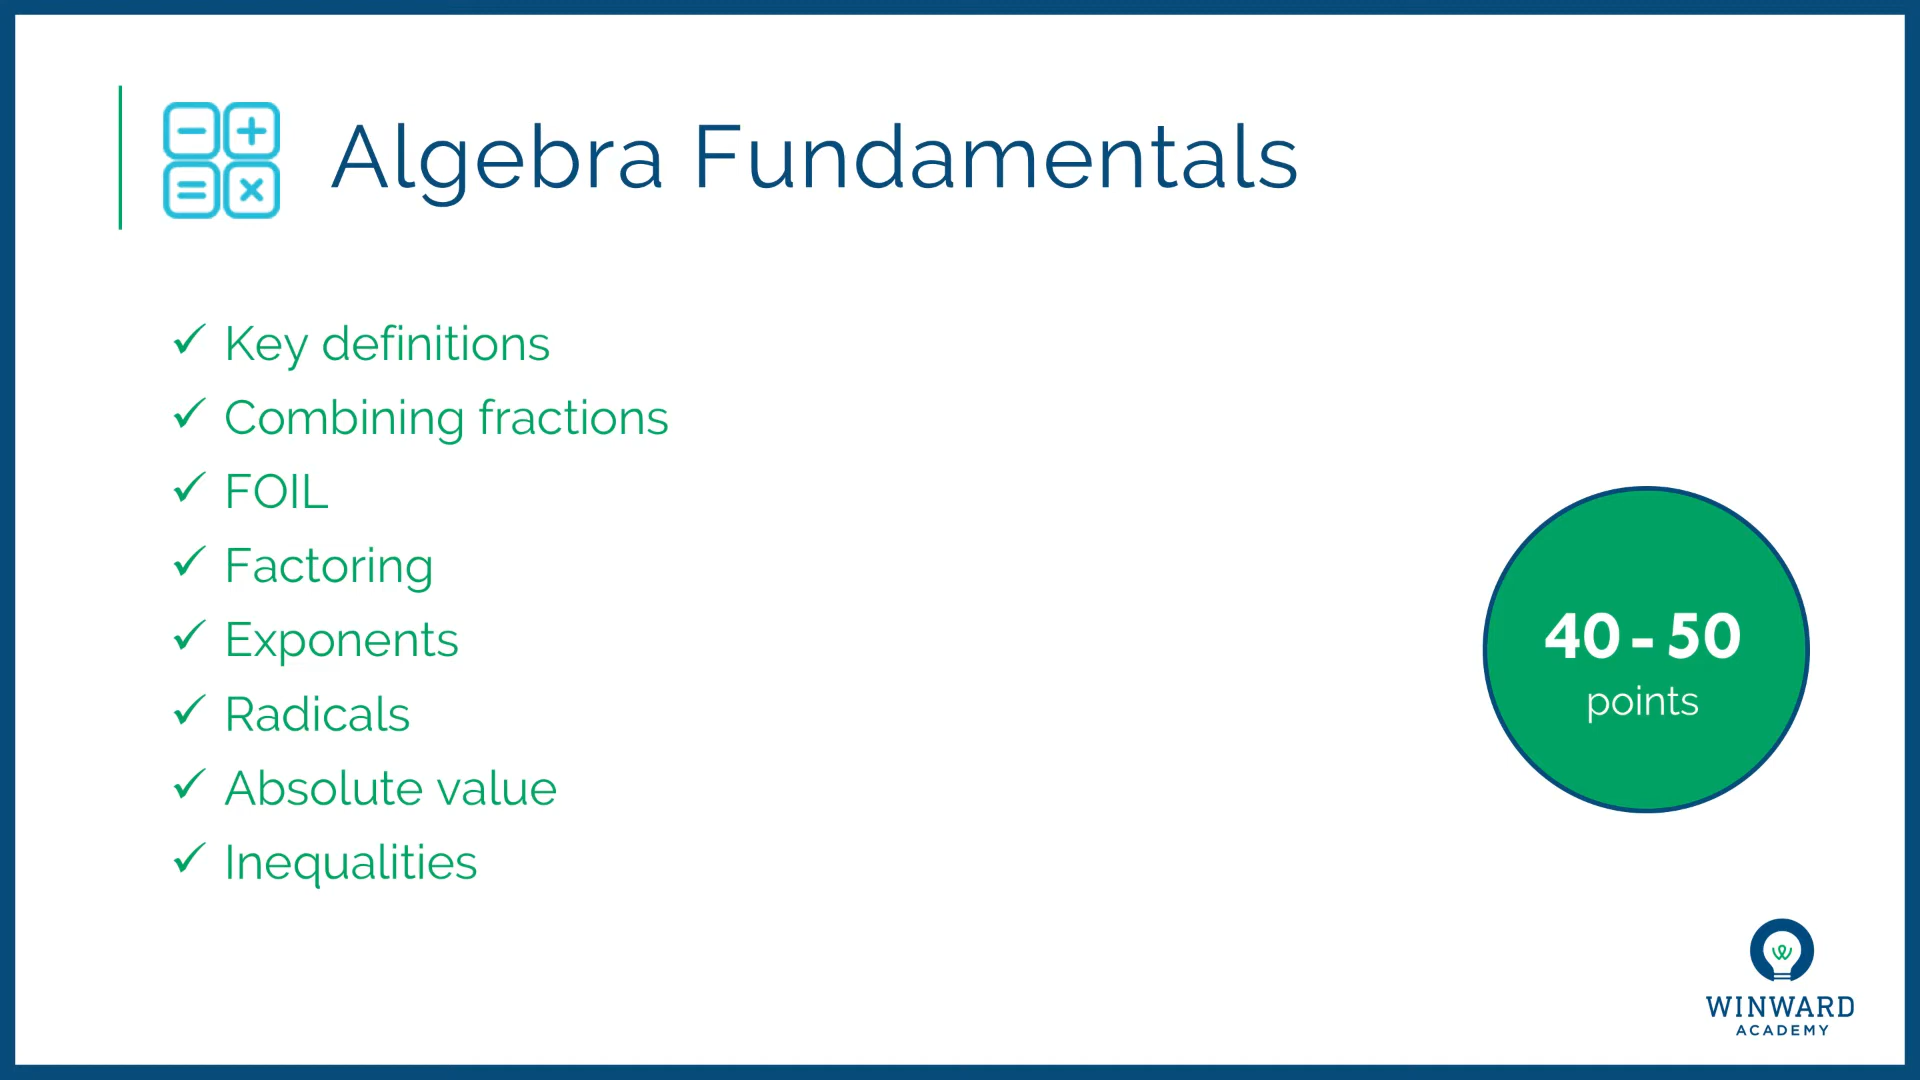 Algebra Fundamentals
✓ Key definitions
✓ Combining fractions
✓ FOIL
✓ Factoring
✓ Exponents
✓ Radicals
✓ Absolute value
✓ Inequalities
40 - 50
points
WINWARD
ACADEMY